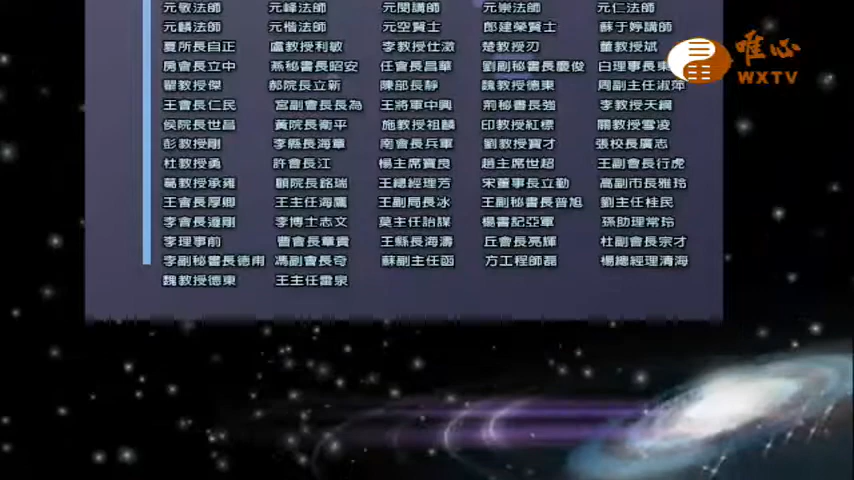 元敏法師 元峰法師 元閔講師 元崇法師 元仁法師
元麟法師 元楷法師 元空賢士 郎建榮賢士 蘇于婷講師
夏所長自正 盧教授利敏 李教授仕澂 楚教授刃 董教授斌
房會長立中 燕秘書長昭安 任會長昌華 劉副秘書長慶俊 白理事長東
翟教授傑 郝院長立新 陳部長靜 魏教授德東 周副主任淑萍
王會長仁民 宮副會長長為 王將軍中興 荊秘書長強 李教授天鋼
侯院長世昌 黃院長衛平 施教授祖麟 印教授紅標 關教授雪凌
彭教授剛 李縣長海章 南會長兵軍 劉教授寶才 張校長廣志
杜教授勇 許會長江 楊主席寶良 趙主席世超 王副會長行虎
葛教授承雍 顧院長銘瑞 王總經理芳 宋董事長立勤 高副市長雅玲
王會長厚卿 王主任海鷹 王副局長冰 王副秘書長普旭 劉主任桂民
李會長遵剛 李博士志文 莫主任詒謀 楊書記亞軍 孫助理常玲
李理事前 曹會長章貴 王縣長海濤 丘會長亮輝 杜副會長宗才
李副秘書長德甫 馮副會長奇 蘇副主任函 方工程師磊 楊總經理清海
魏教授德東 王主任雷泉
唯心
WXTV